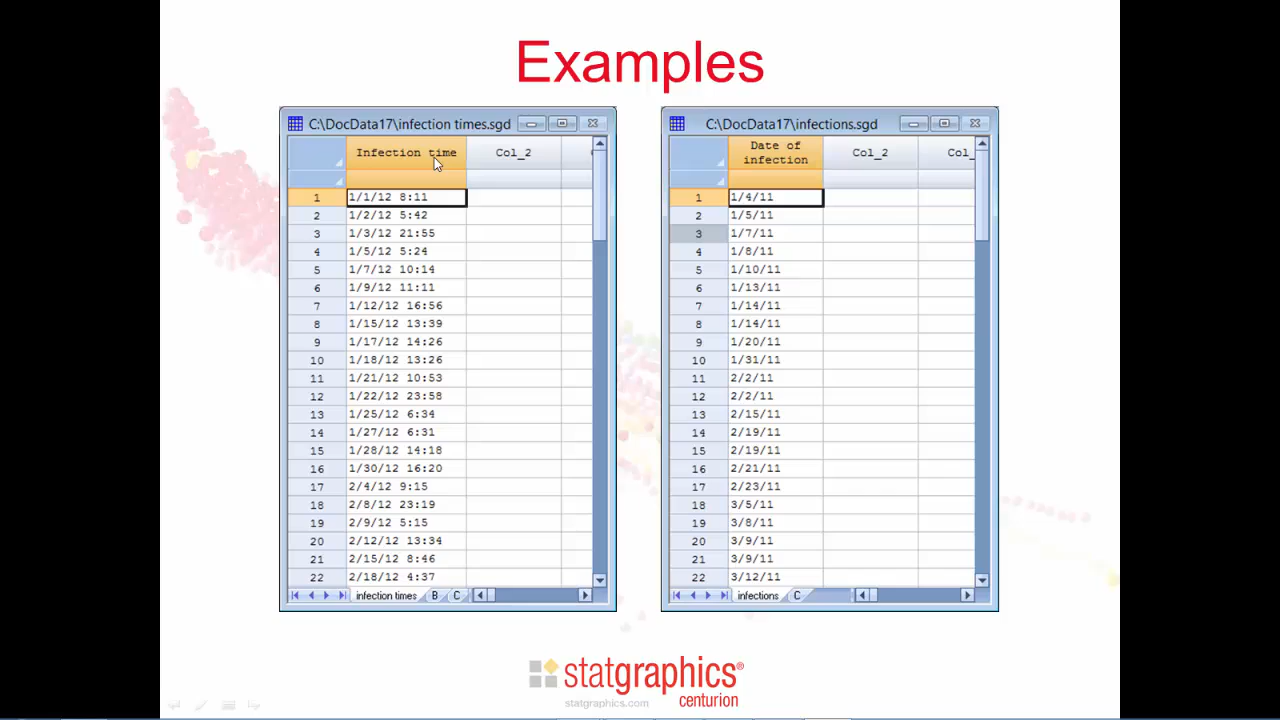 Examples
C:\DocData17\infection times.sgd
Infection time Col_2
1 1/1/12 8:11
2 1/2/12 5:42
3 1/3/12 21:55
4 1/5/12 5:24
5 1/7/12 10:14
6 1/9/12 11:11
7 1/12/12 16:56
8 1/15/12 13:39
9 1/17/12 14:26
10 1/18/12 13:26
11 1/21/12 10:53
12 1/22/12 23:58
13 1/25/12 6:34
14 1/27/12 6:31
15 1/28/12 14:18
16 1/30/12 16:20
17 2/4/12 9:15
18 2/8/12 23:19
19 2/9/12 5:15
20 2/12/12 13:34
21 2/15/12 8:46
22 2/18/12 4:37
infection times B C
C:\DocData17\infections.sgd
Date of
infection Col_2 Col_
1 1/4/11
2 1/5/11
3 1/7/11
4 1/8/11
5 1/10/11
6 1/13/11
7 1/14/11
8 1/14/11
9 1/20/11
10 1/31/11
11 2/2/11
12 2/2/11
13 2/15/11
14 2/19/11
15 2/19/11
16 2/21/11
17 2/23/11
18 3/5/11
19 3/8/11
20 3/9/11
21 3/9/11
22 3/12/11
infections C
statgraphics®
centurion
statgraphics.com